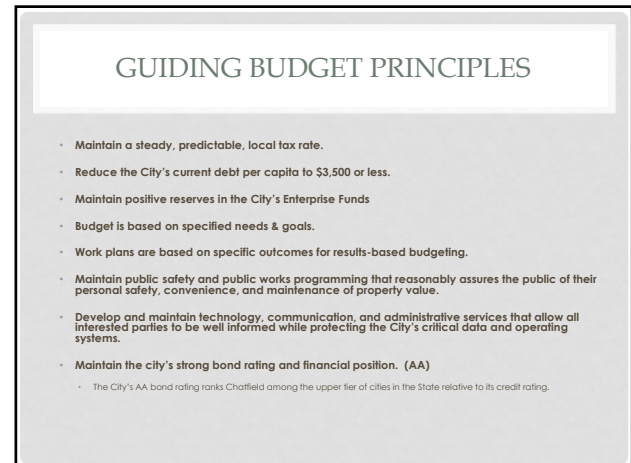 GUIDING BUDGET PRINCIPLES
• Maintain a steady, predictable, local tax rate.
• Reduce the City's current debt per capita to $3,500 or less.
• Maintain positive reserves in the City's Enterprise Funds
• Budget is based on specified needs & goals.
• Work plans are based on specific outcomes for results-based budgeting.
• Maintain public safety and public works programming that reasonably assures the public of their
personal safety, convenience, and maintenance of property value.
• Develop and maintain technology, communication, and administrative services that allow all
interested parties to be well informed while protecting the City's critical data and operating
systems.
• Maintain the city's strong bond rating and financial position. (AA)
• The City's AA bond rating ranks Chatfield among the upper tier of cities in the State relative to its credit rating.